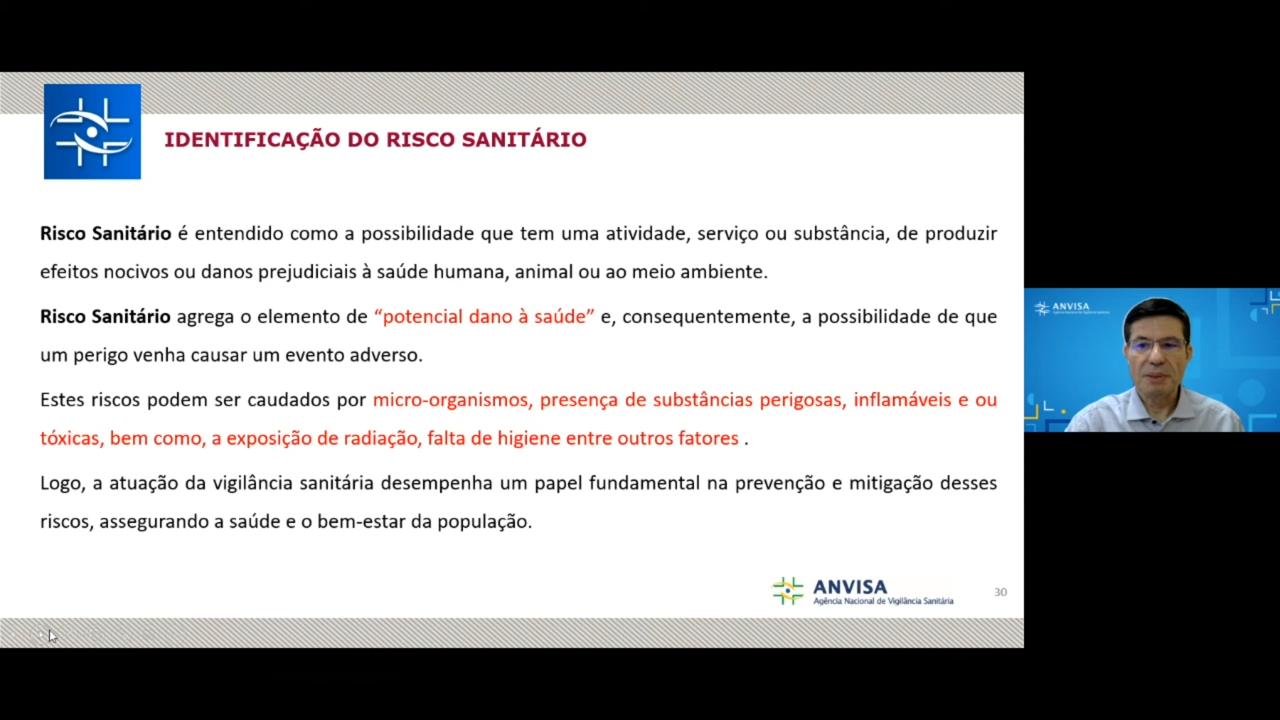 IDENTIFICAÇÃO DO RISCO SANITÁRIO
Risco Sanitário é entendido como a possibilidade que tem uma atividade, serviço ou substância, de produzir
efeitos nocivos ou danos prejudiciais à saúde humana, animal ou ao meio ambiente.
Risco Sanitário agrega o elemento de “potencial dano à saúde” e, consequentemente, a possibilidade de que
um perigo venha causar um evento adverso.
Estes riscos podem ser caudados por micro-organismos, presença de substâncias perigosas, inflamáveis e ou
tóxicas, bem como, a exposição de radiação, falta de higiene entre outros fatores .
Logo, a atuação da vigilância sanitária desempenha um papel fundamental na prevenção e mitigação desses
riscos, assegurando a saúde e o bem-estar da população.
ANVISA
Agência Nacional de Vigilância Sanitária
30
ANVISA
Agência Nacional de Vigilância Sanitária